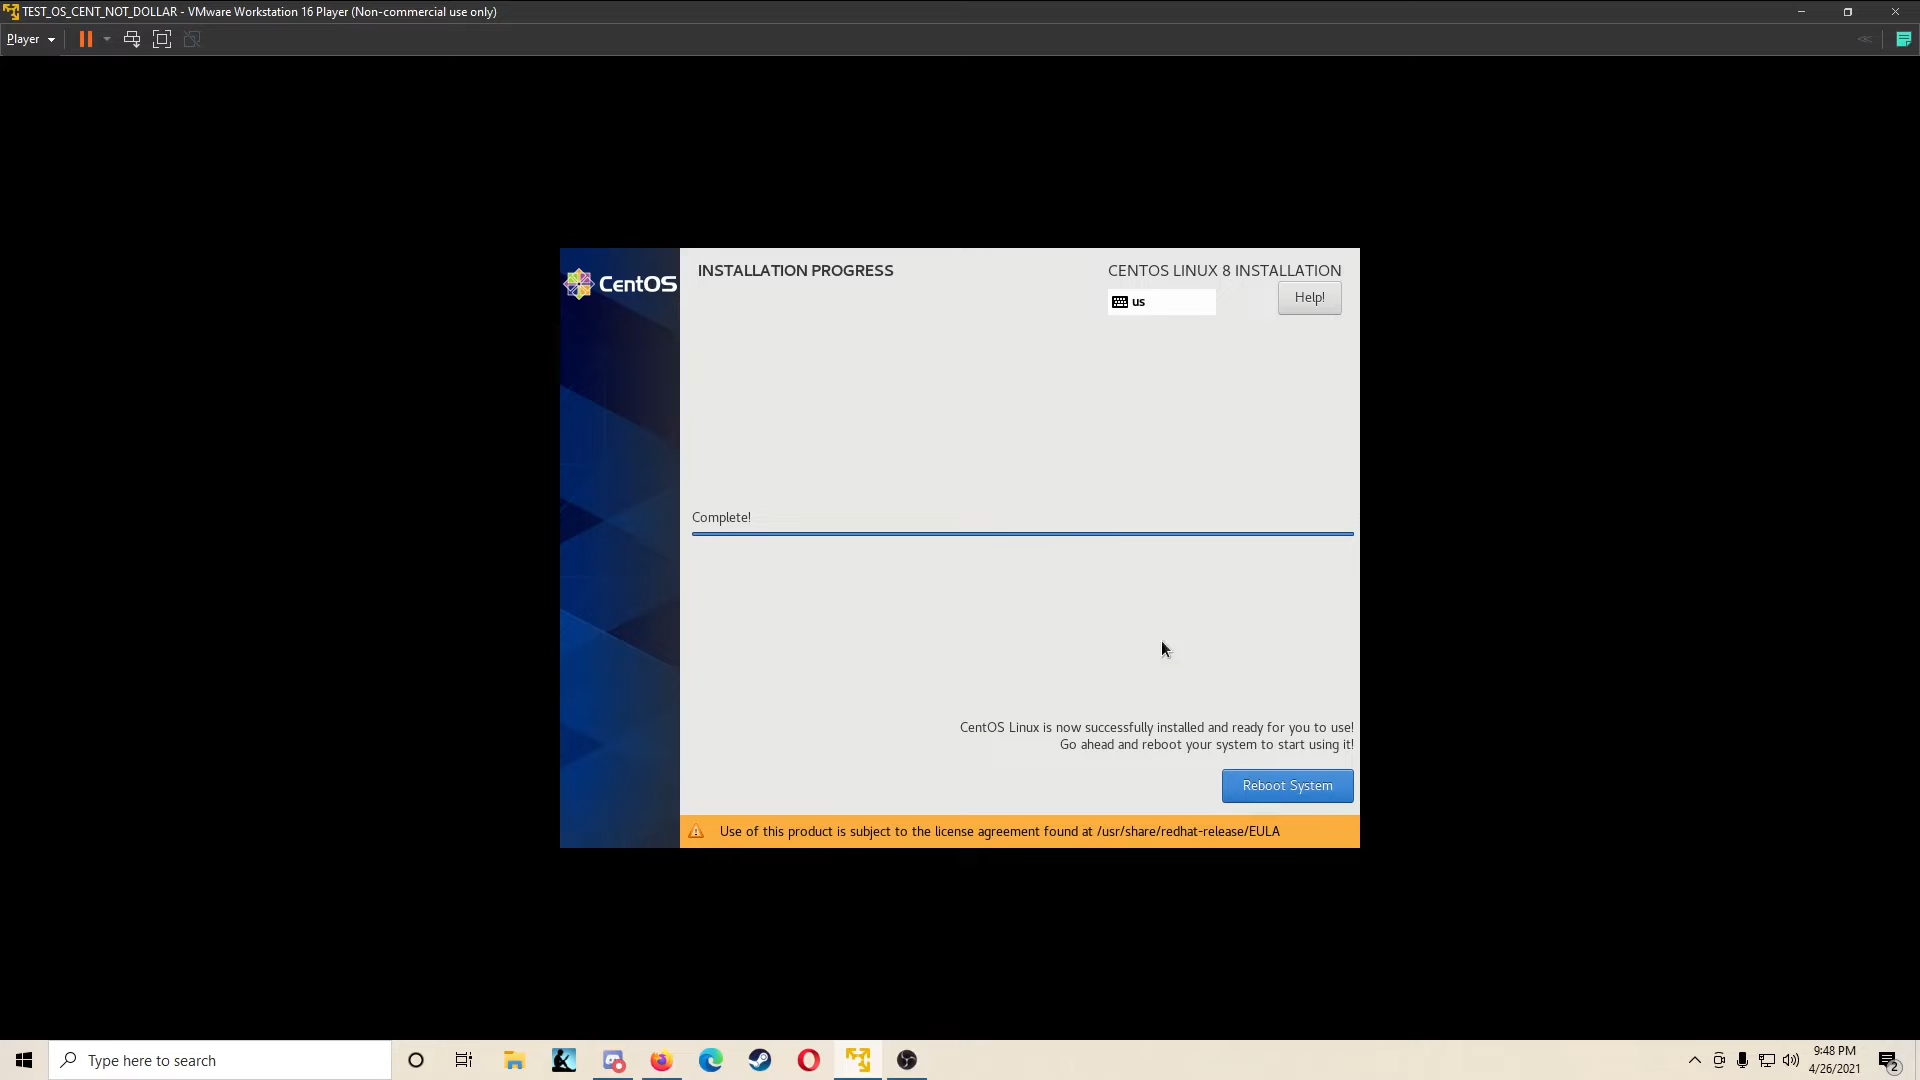 TEST_OS_CENT_NOT_DOLLAR - VMware Workstation 16 Player (Non-commercial use only)
Player
CentOS
INSTALLATION PROGRESS
CENTOS LINUX 8 INSTALLATION
us
Help!
Complete!
CentOS Linux is now successfully installed and ready for you to use!
Go ahead and reboot your system to start using it!
Reboot System
Use of this product is subject to the license agreement found at /usr/share/redhat-release/EULA
Type here to search
9:48 PM
4/26/2021
2